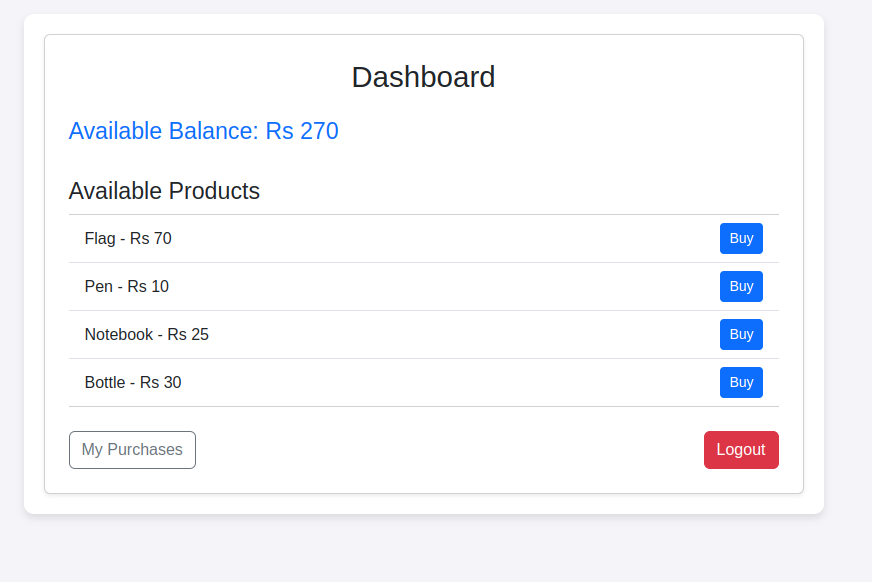 Dashboard
Available Balance: Rs 270
Available Products
Flag - Rs 70 Buy
Pen - Rs 10 Buy
Notebook - Rs 25 Buy
Bottle - Rs 30 Buy
My Purchases Logout